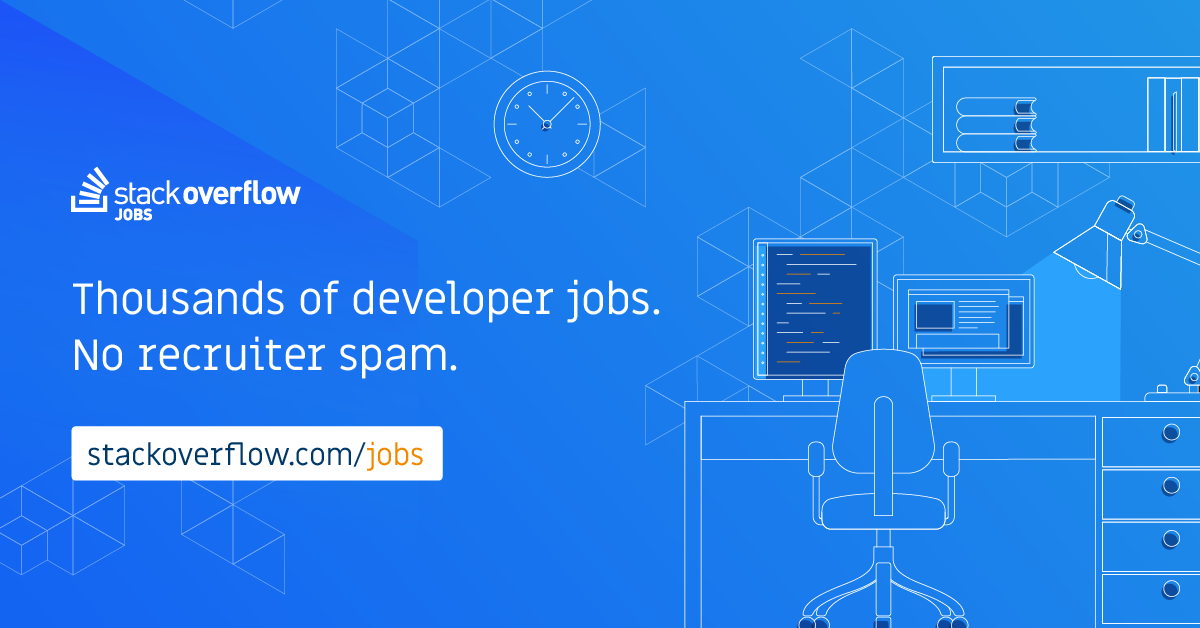 stackoverflow
JOBS
Thousands of developer jobs.
No recruiter spam.
stackoverflow.com/jobs